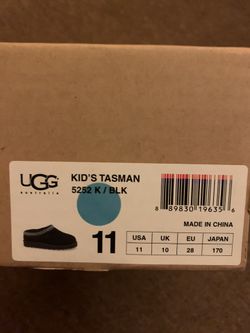 UGG
australia
KID'S TASMAN
5252 K / BLK
8 89830 19635 6
MADE IN CHINA
11
USA UK EU JAPAN
11 10 28 170